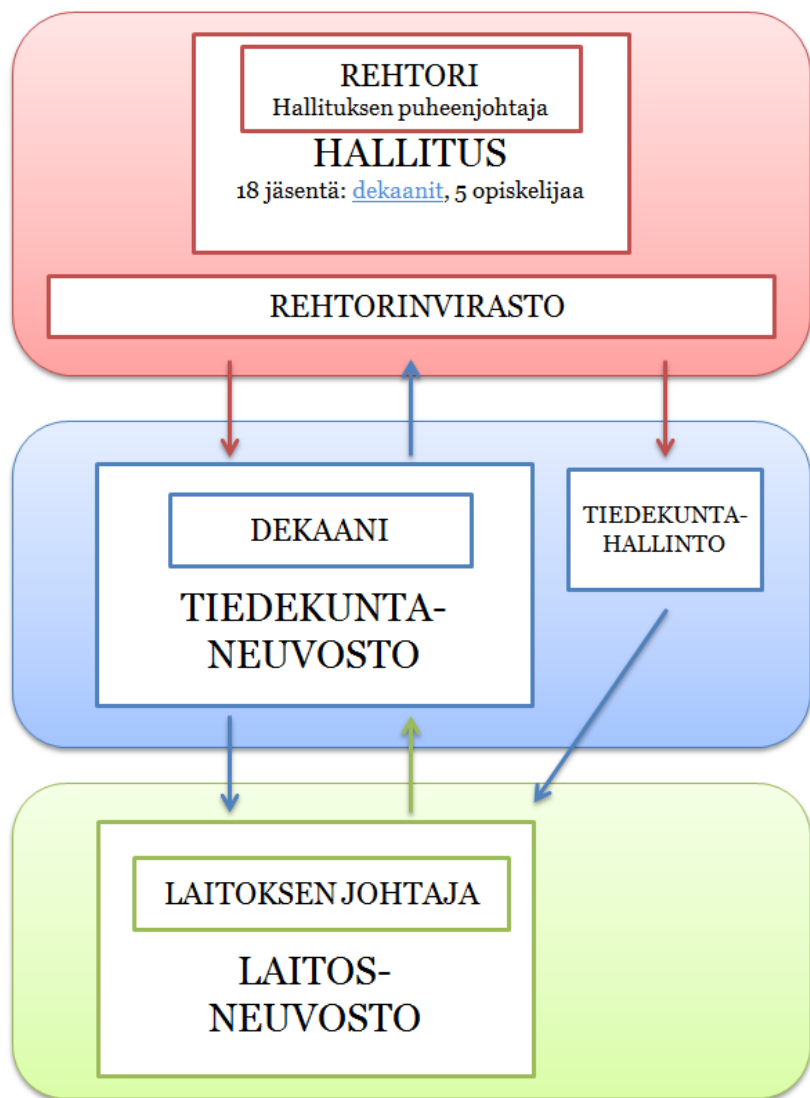 REHTORI
Hallituksen puheenjohtaja
HALLITUS
18 jäsentä: dekaanit, 5 opiskelijaa
REHTORINVIRASTO
DEKAANI
TIEDEKUNTA-
NEUVOSTO
TIEDEKUNTA-
HALLINTO
LAITOKSEN JOHTAJA
LAITOS-
NEUVOSTO